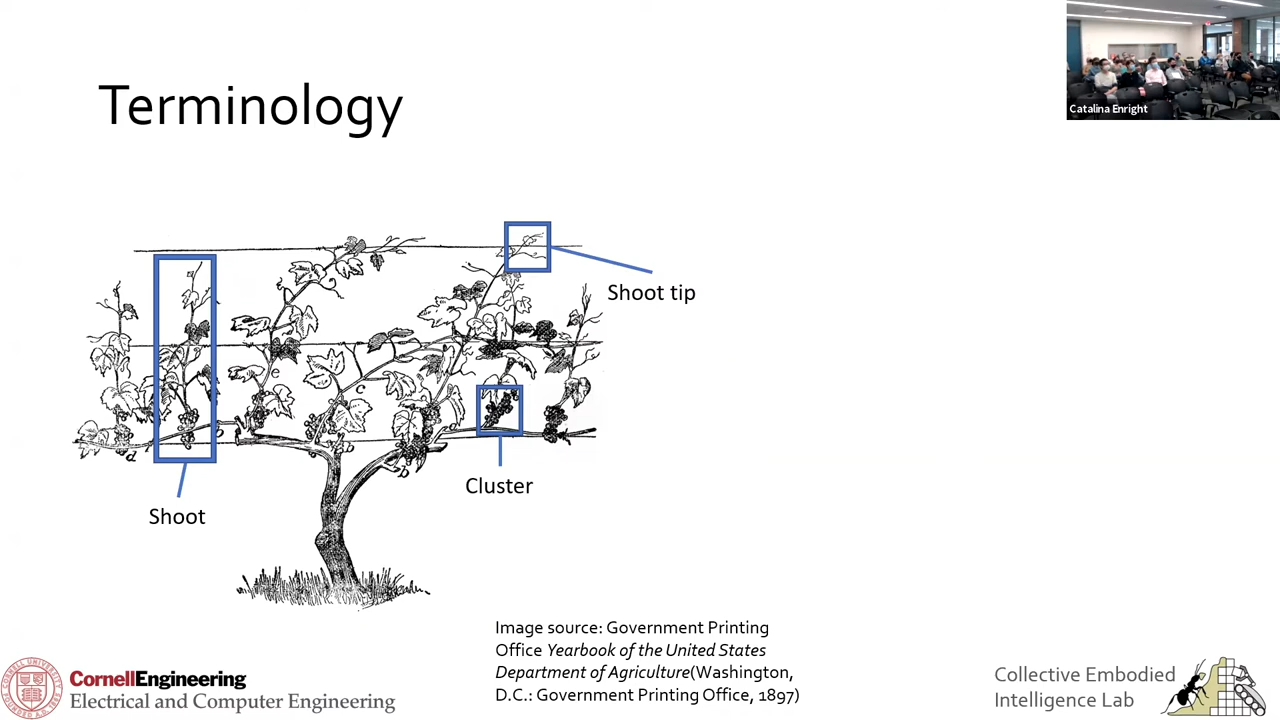 Catalina Enright
Terminology
Shoot tip
e
c
b
b
d
d
b
Cluster
Shoot
Image source: Government Printing
Office Yearbook of the United States
Department of Agriculture(Washington,
D.C.: Government Printing Office, 1897)
CornellEngineering
Electrical and Computer Engineering
Collective Embodied
Intelligence Lab